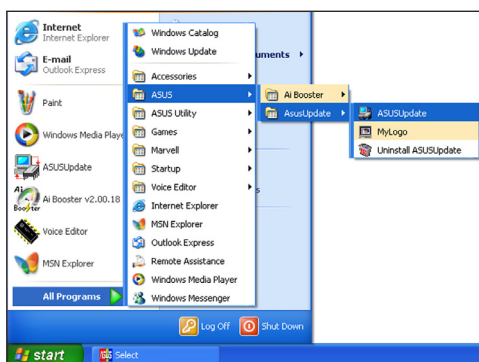 Internet
Internet Explorer
E-mail
Outlook Express
Paint
Windows Media Playe
ASUSUpdate
Ai Booster v2.00.18
Voice Editor
MSN Explorer
All Programs
Windows Catalog
Windows Update
Accessories
ASUS
ASUS Utility
Games
Marvell
Startup
Voice Editor
Internet Explorer
MSN Explorer
Outlook Express
Remote Assistance
Windows Media Player
Windows Messenger
uments
s
Ai Booster
AsusUpdate
ASUSUpdate
MyLogo
Uninstall ASUSUpdate
Log Off
Shut Down
start
Select